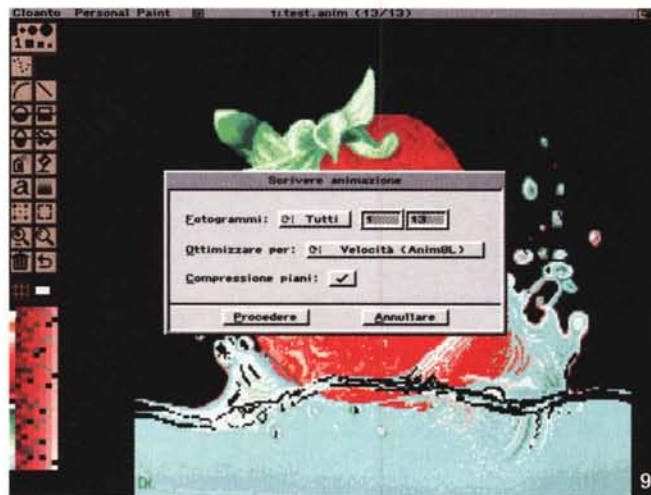 Cloanto Personal Paint 1:test.anim (13/13)
1
a
Scrivere animazione
Fotogrammi: Tutti 1 13
Ottimizzare per: Velocità (Anim8L)
Compressione piani: ✓
Procedere Annullare
9